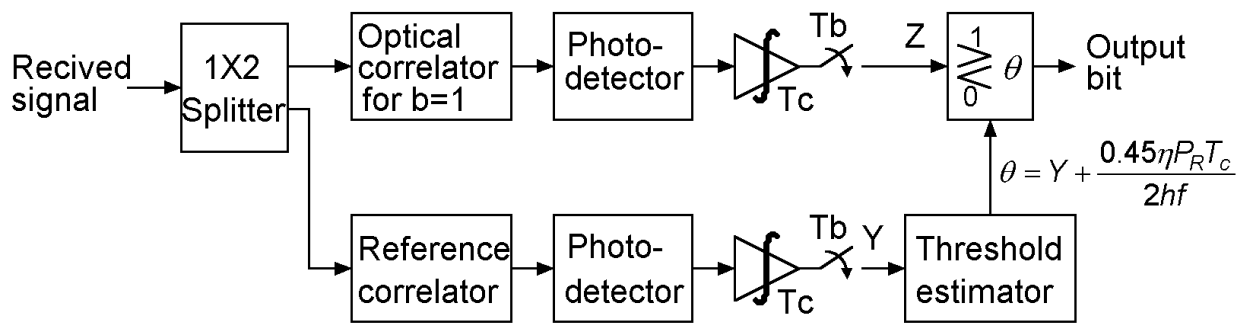 Recived
signal
1X2
Splitter
Optical
correlator
for b=1
Photo-
detector
Tc
Tb
Z
1
≷ θ
0
Output
bit
θ = Y + 0.45ηP_RT_c / 2hf
Reference
correlator
Photo-
detector
Tc
Tb
Y
Threshold
estimator